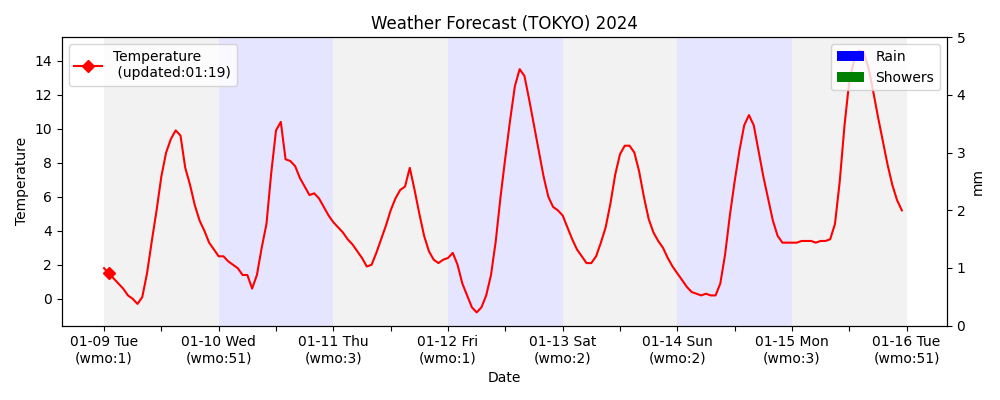 Weather Forecast (TOKYO) 2024
Temperature
(updated:01:19)
Rain
Showers
14
12
10
8
6
4
2
0
Temperature
5
4
3
2
1
0
mm
01-09 Tue 01-10 Wed 01-11 Thu 01-12 Fri 01-13 Sat 01-14 Sun 01-15 Mon 01-16 Tue
(wmo:1) (wmo:51) (wmo:3) (wmo:1) (wmo:2) (wmo:2) (wmo:3) (wmo:51)
Date